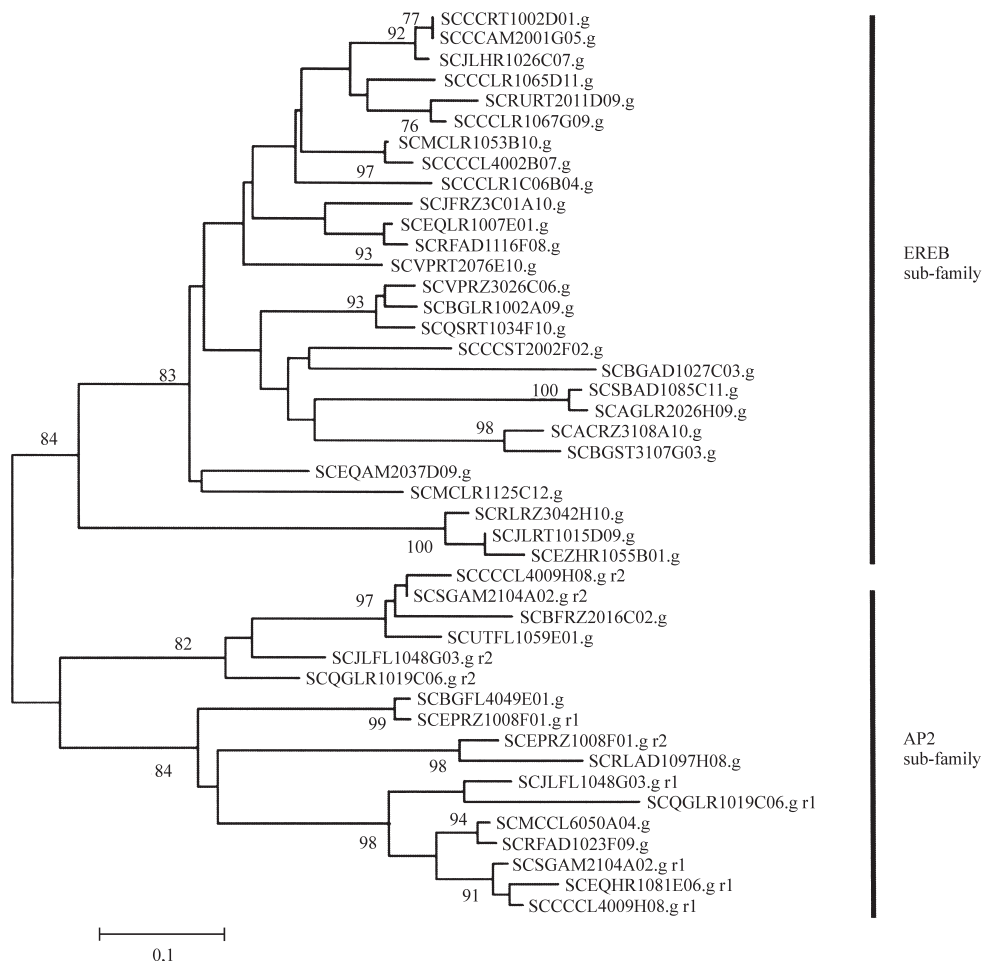 77
SCCCRT1002D01.g
92
SCCCAM2001G05.g
SCJLHR1026C07.g
SCCCLR1065D11.g
SCRURT2011D09.g
SCCCLR1067G09.g
76
SCMCLR1053B10.g
SCCCCL4002B07.g
97
SCCCLR1C06B04.g
SCJFRZ3C01A10.g
SCEQLR1007E01.g
SCRFAD1116F08.g
93
SCVPRT2076E10.g
SCVPRZ3026C06.g
93
SCBGLR1002A09.g
SCQSRT1034F10.g
SCCCST2002F02.g
SCBGAD1027C03.g
83
100
SCSBAD1085C11.g
SCAGLR2026H09.g
98
SCACRZ3108A10.g
84
SCBGST3107G03.g
SCEQAM2037D09.g
SCMCLR1125C12.g
SCRLRZ3042H10.g
SCJLRT1015D09.g
100
SCEZHR1055B01.g
EREB
sub-family
SCCCCL4009H08.g r2
97
SCSGAM2104A02.g r2
SCBFRZ2016C02.g
SCUTFL1059E01.g
82
SCJLFL1048G03.g r2
SCQGLR1019C06.g r2
SCBGFL4049E01.g
99
SCEPRZ1008F01.g r1
SCEPRZ1008F01.g r2
98
SCRLAD1097H08.g
84
SCJLFL1048G03.g r1
SCQGLR1019C06.g r1
94
SCMCCL6050A04.g
98
SCRFAD1023F09.g
SCSGAM2104A02.g r1
91
SCEQHR1081E06.g r1
SCCCCL4009H08.g r1
AP2
sub-family
0,1